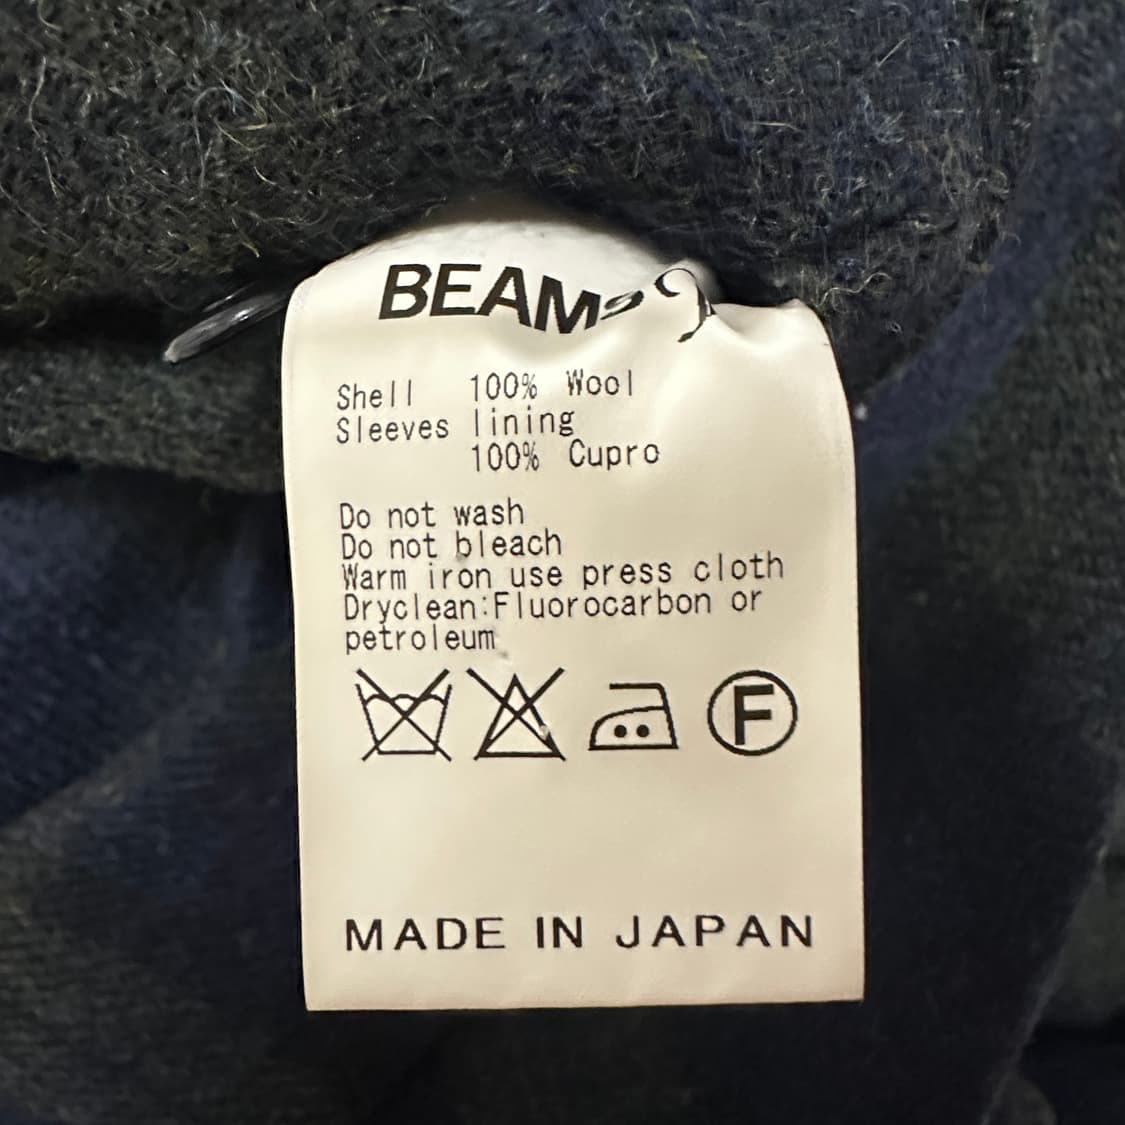 BEAMS
Shell 100% Wool
Sleeves lining
100% Cupro
Do not wash
Do not bleach
Warm iron use press cloth
Dryclean:Fluorocarbon or
petroleum
F
MADE IN JAPAN